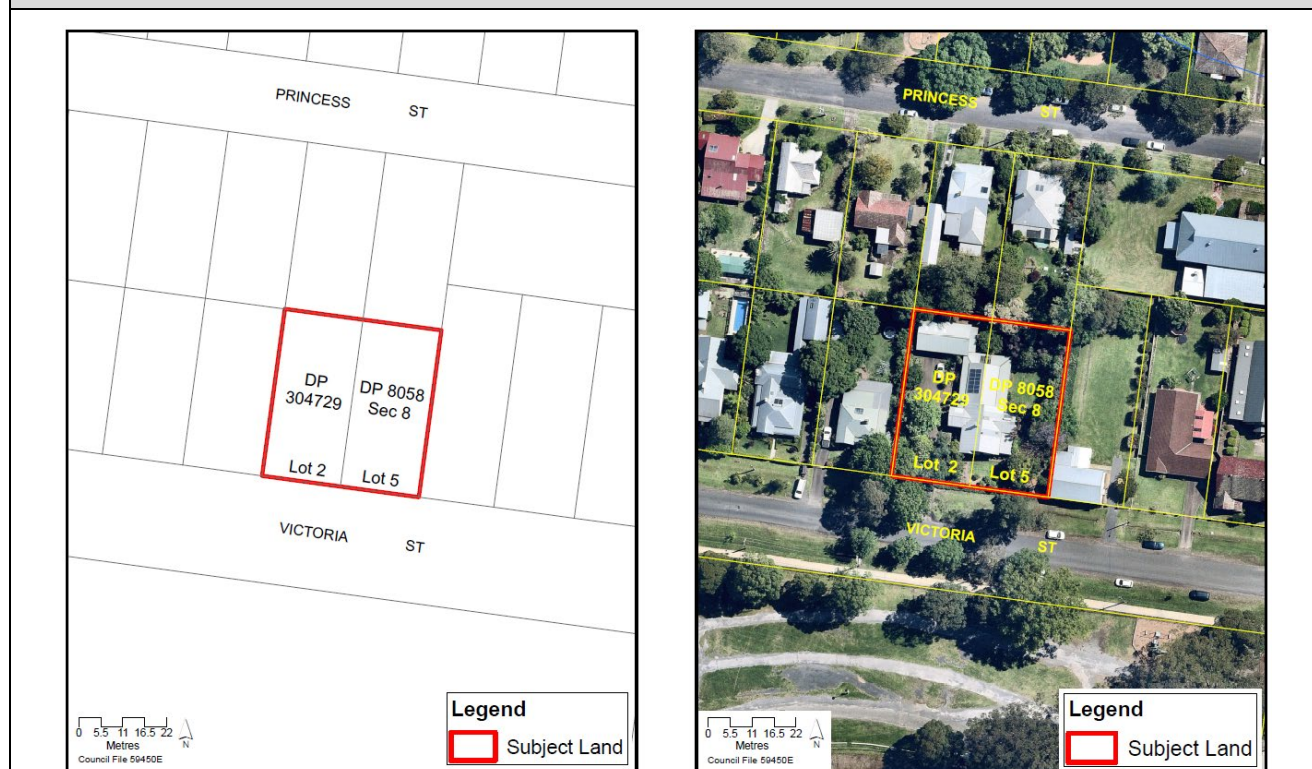 PRINCESS ST
DP
304729
DP 8058
Sec 8
Lot 2
Lot 5
VICTORIA ST
0 5.5 11 16.5 22
Metres
N
Council File 59450E
Legend
Subject Land
PRINCESS ST
DP
304729
DP 8058
Sec 8
Lot 2
Lot 5
VICTORIA ST
0 5.5 11 16.5 22
Metres
N
Council File 59450E
Legend
Subject Land